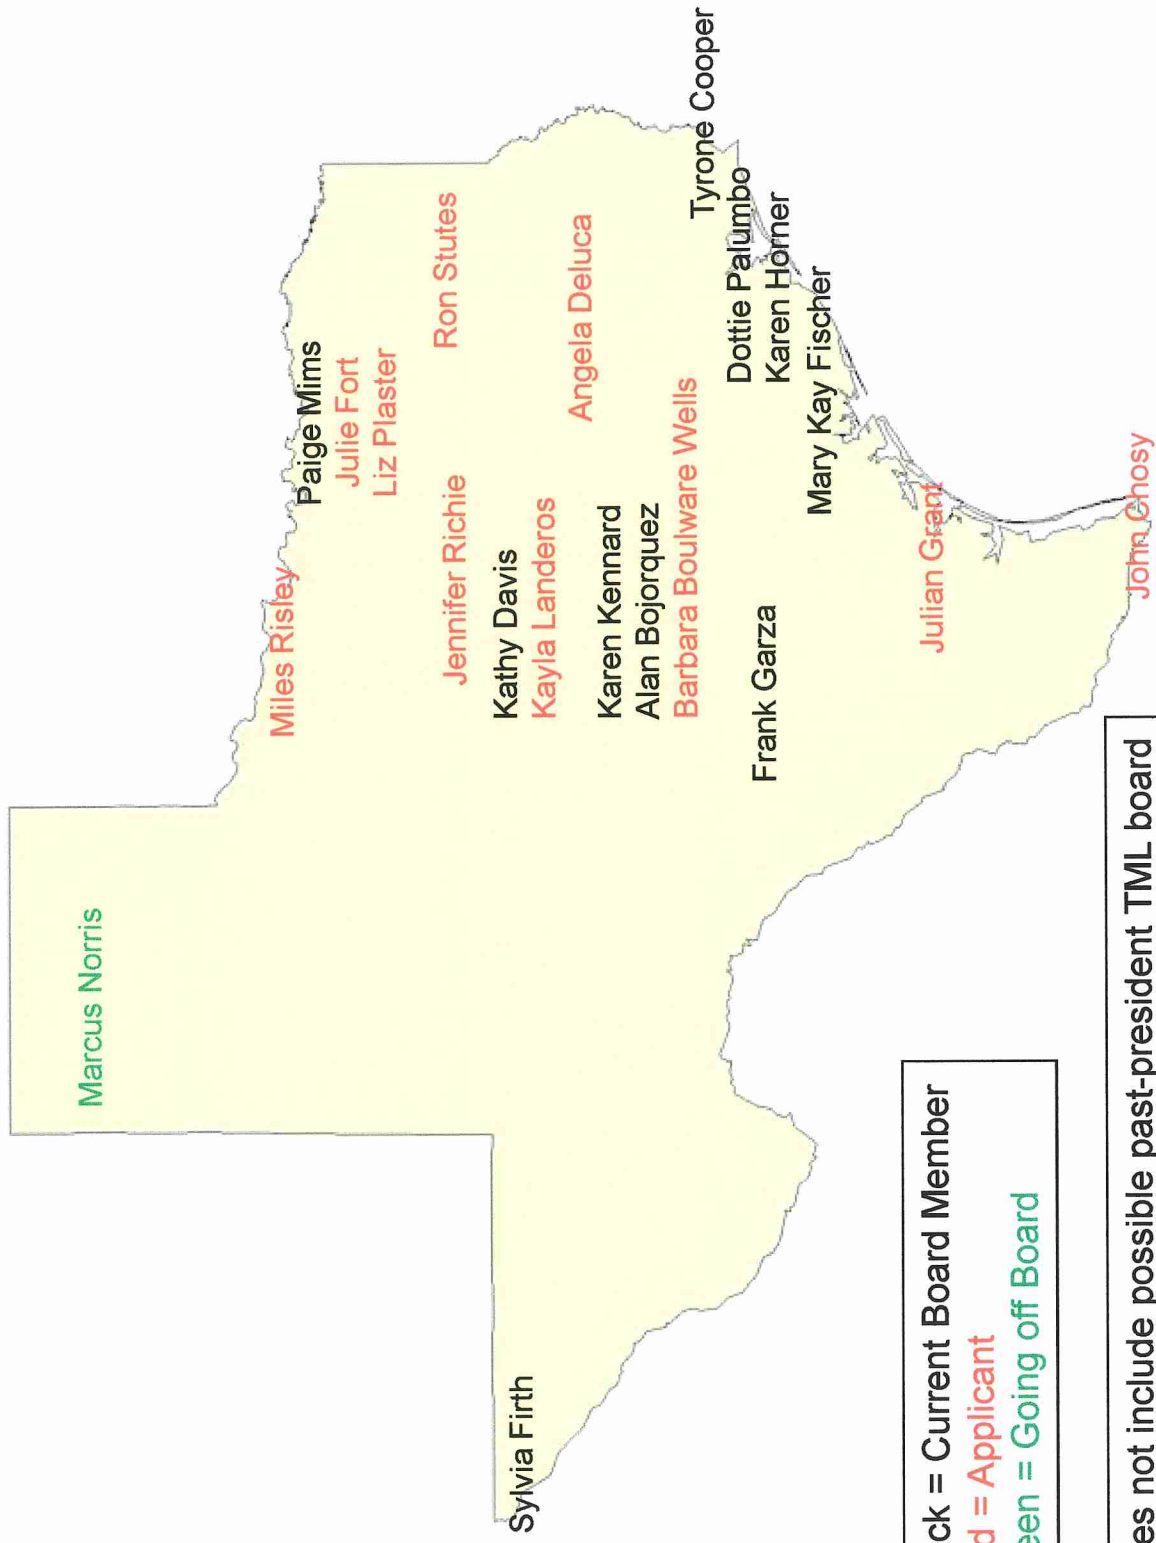 Marcus Norris
Miles Risley
Paige Mims
Julie Fort
Liz Plaster
Ron Stutes
Jennifer Richie
Sylvia Firth
Kathy Davis
Kayla Landeros
Angela Deluca
Karen Kennard
Alan Bojorquez
Barbara Boulware Wells
Tyrone Cooper
Dottie Palumbo
Frank Garza
Karen Horner
Mary Kay Fischer
Julian Grant
John Chosy
ck = Current Board Member
d = Applicant
een = Going off Board
es not include possible past-president TML board